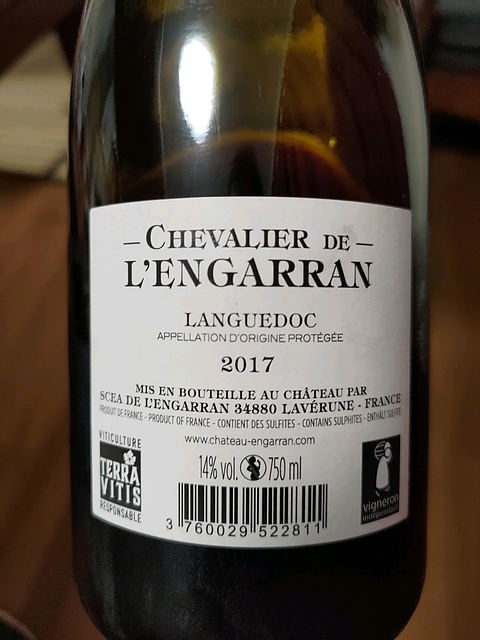 —CHEVALIER DE—
L'ENGARRAN
LANGUEDOC
APPELLATION D'ORIGINE PROTÉGÉE
2017
MIS EN BOUTEILLE AU CHÂTEAU PAR
SCEA DE L'ENGARRAN 34880 LAVÉRUNE - FRANCE
PRODUIT DE FRANCE - PRODUCT OF FRANCE - CONTIENT DES SULFITES - CONTAINS SULPHITES - ENTHÄLT SULFITE
www.chateau-engarran.com
VITICULTURE
TERRA
VITIS
RESPONSABLE
14% vol. 750 ml
3 760029 522811
vigneron
indépendant